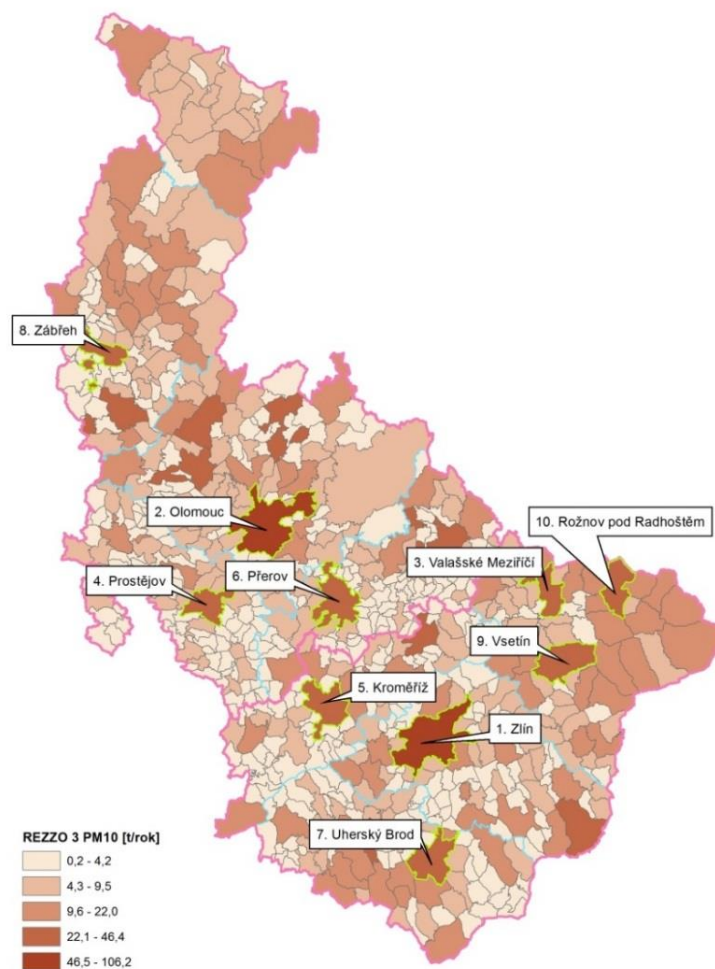 8. Zábřeh
2. Olomouc
10. Rožnov pod Radhoštěm
3. Valašské Meziříčí
6. Přerov
4. Prostějov
9. Vsetín
5. Kroměříž
1. Zlín
7. Uherský Brod
REZZO 3 PM10 [t/rok]
0,2 - 4,2
4,3 - 9,5
9,6 - 22,0
22,1 - 46,4
46,5 - 106,2